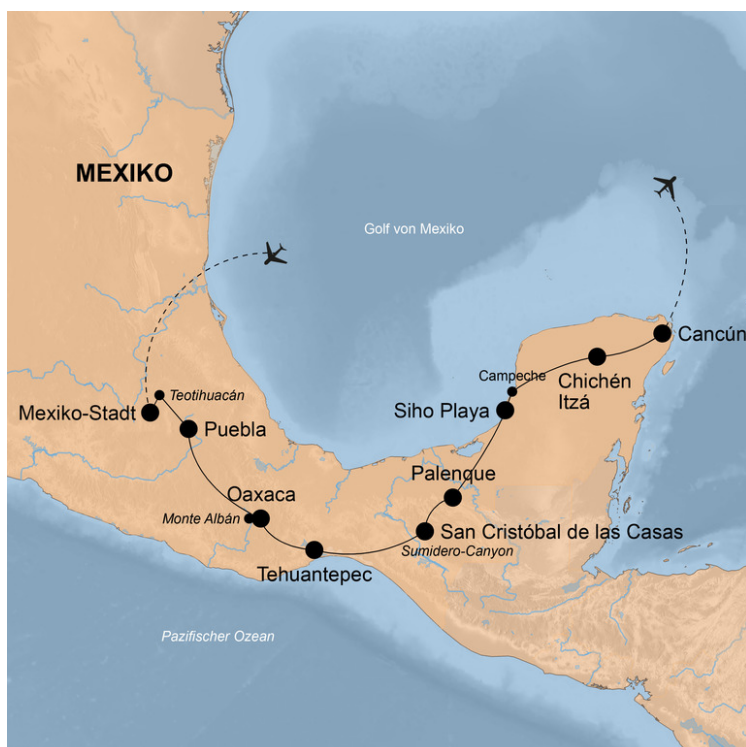 MEXIKO
Golf von Mexiko
Cancún
Chichén
Itzá
Campeche
Siho Playa
Teotihuacán
Mexiko-Stadt
Puebla
Palenque
Oaxaca
Monte Albán
San Cristóbal de las Casas
Sumidero-Canyon
Tehuantepec
Pazifischer Ozean